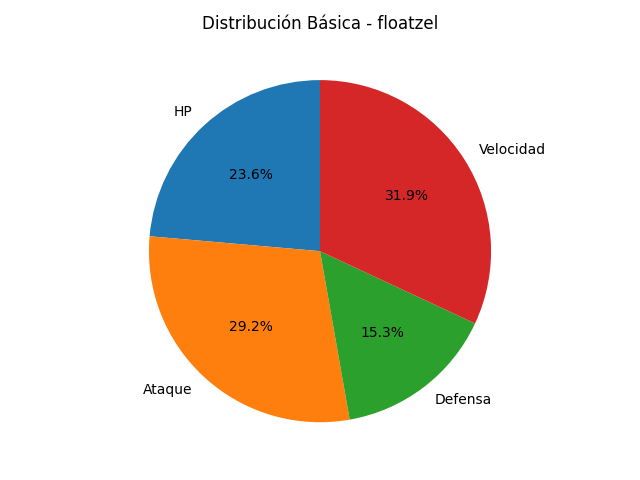 Distribución Básica - floatzel
HP
23.6%
Velocidad
31.9%
Ataque
29.2%
Defensa
15.3%